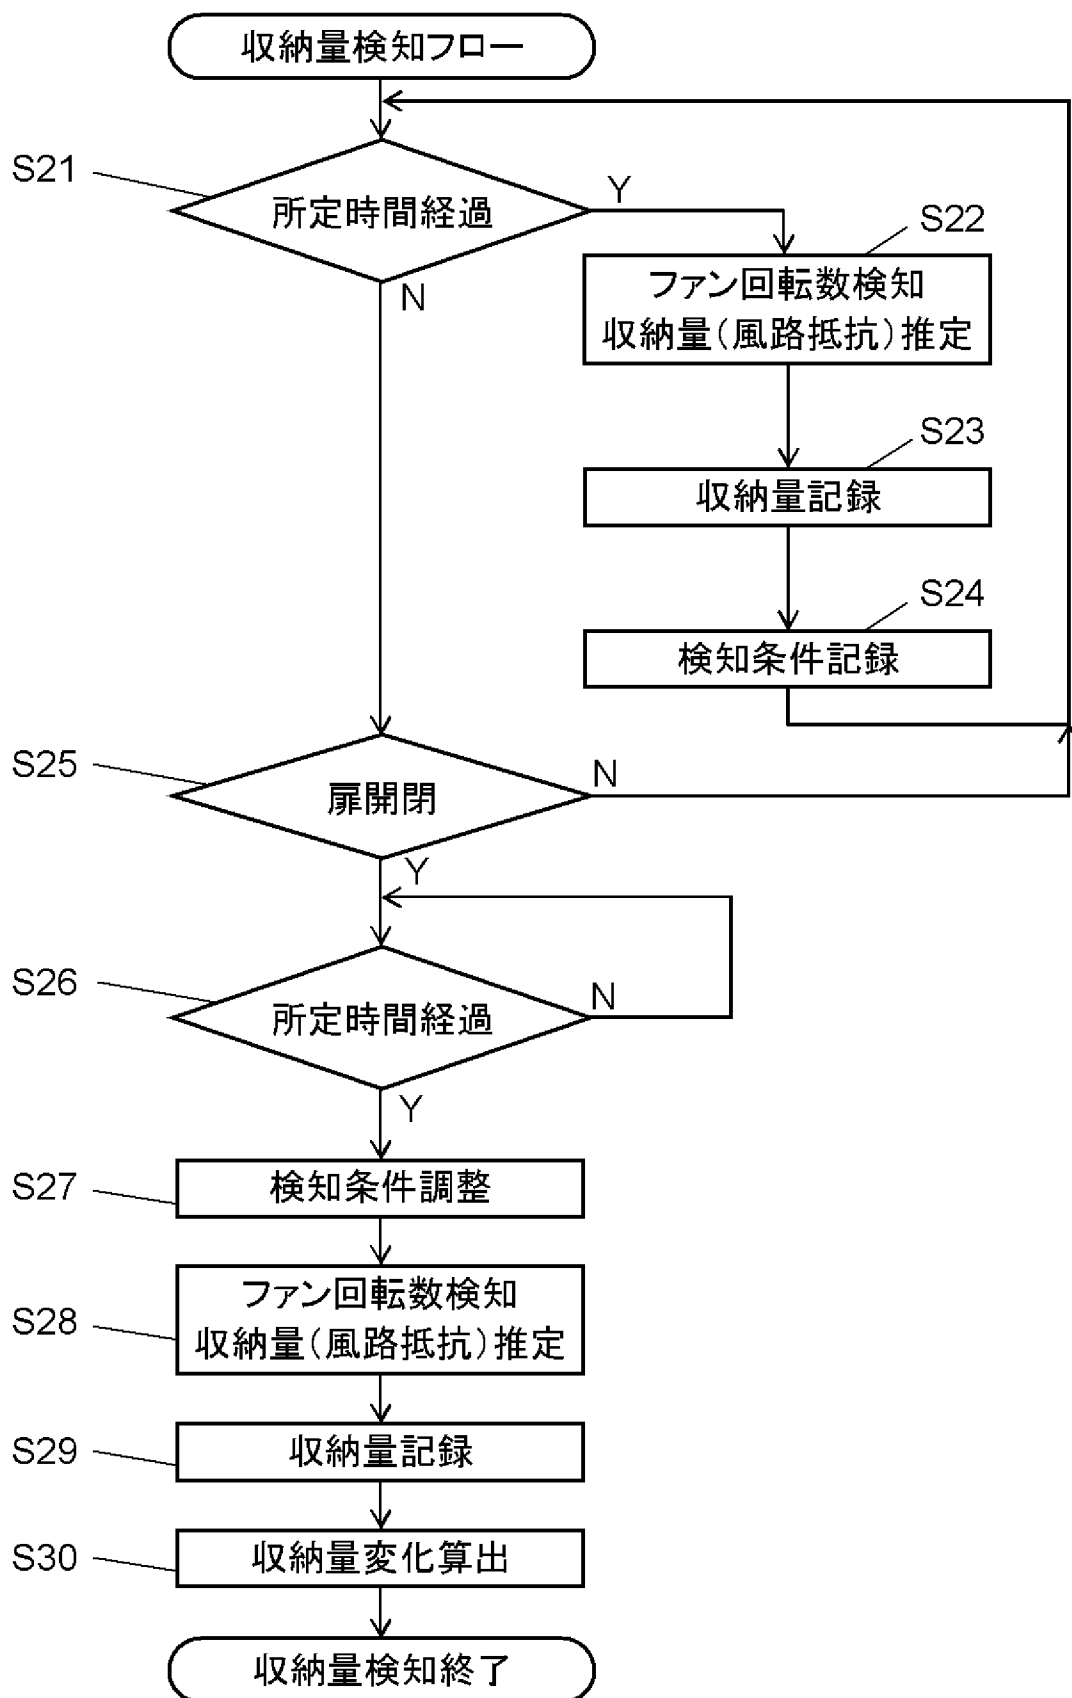 収納量検知フロー
S21
所定時間経過
Y
N
S22
ファン回転数検知
収納量(風路抵抗)推定
S23
収納量記録
S24
検知条件記録
S25
扉開閉
N
Y
S26
所定時間経過
N
Y
S27
検知条件調整
S28
ファン回転数検知
収納量(風路抵抗)推定
S29
収納量記録
S30
収納量変化算出
収納量検知終了